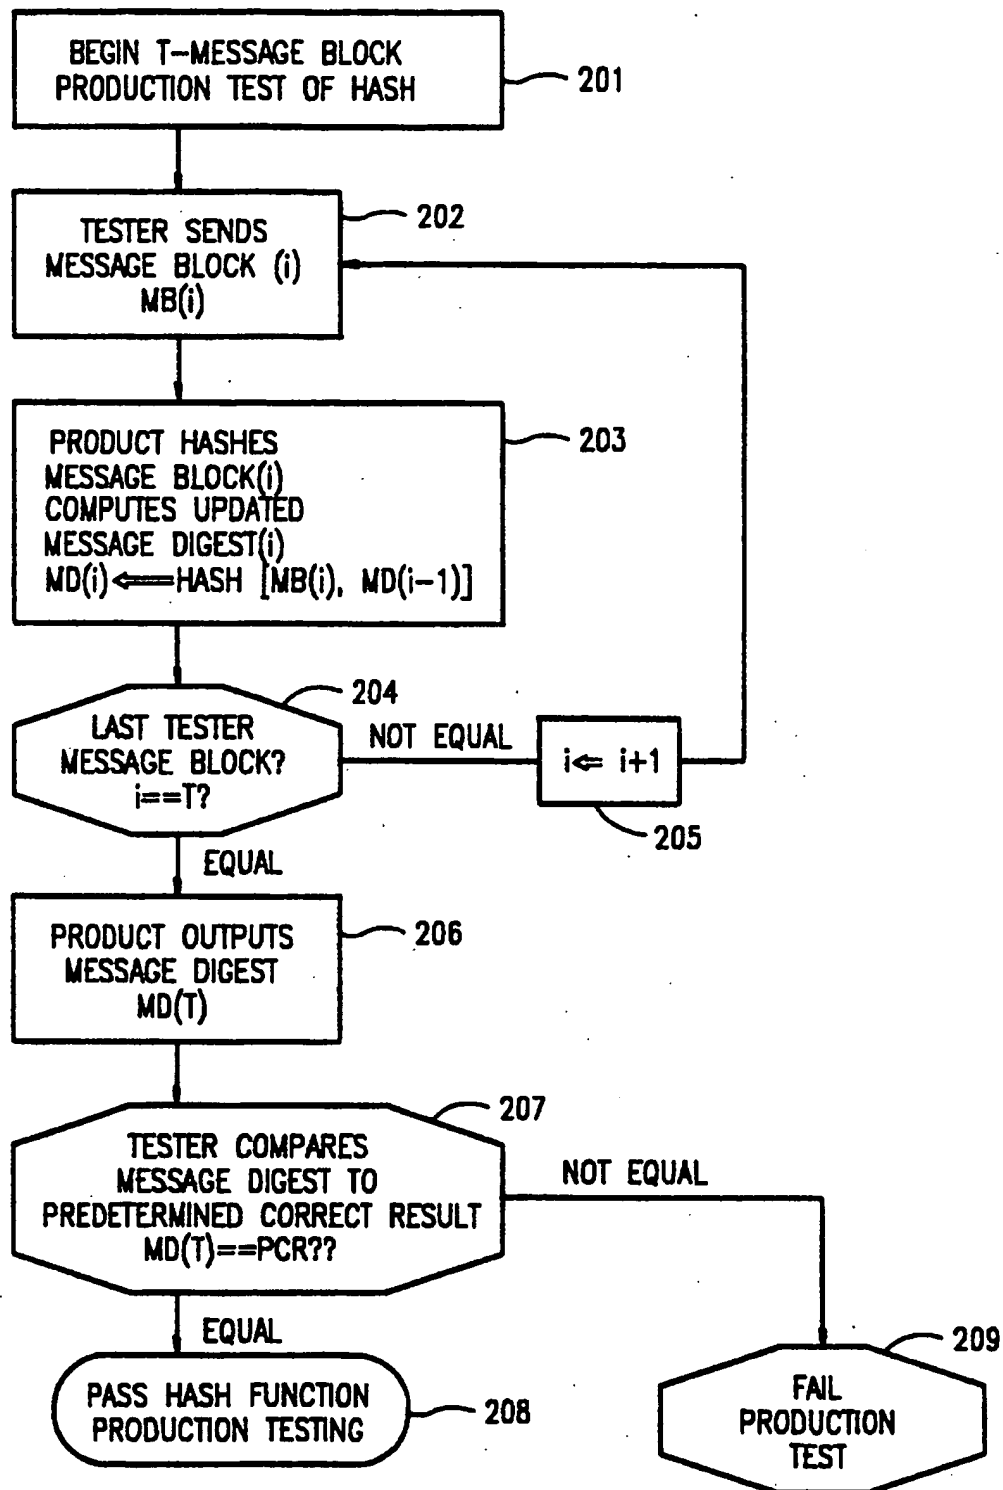 BEGIN T-MESSAGE BLOCK
PRODUCTION TEST OF HASH
201
TESTER SENDS
MESSAGE BLOCK (i)
MB(i)
202
PRODUCT HASHES
MESSAGE BLOCK(i)
COMPUTES UPDATED
MESSAGE DIGEST(i)
MD(i)⟸HASH [MB(i), MD(i-1)]
203
LAST TESTER
MESSAGE BLOCK?
i==T?
204
NOT EQUAL
i⇐ i+1
205
EQUAL
PRODUCT OUTPUTS
MESSAGE DIGEST
MD(T)
206
TESTER COMPARES
MESSAGE DIGEST TO
PREDETERMINED CORRECT RESULT
MD(T)==PCR??
207
NOT EQUAL
EQUAL
PASS HASH FUNCTION
PRODUCTION TESTING
208
FAIL
PRODUCTION
TEST
209